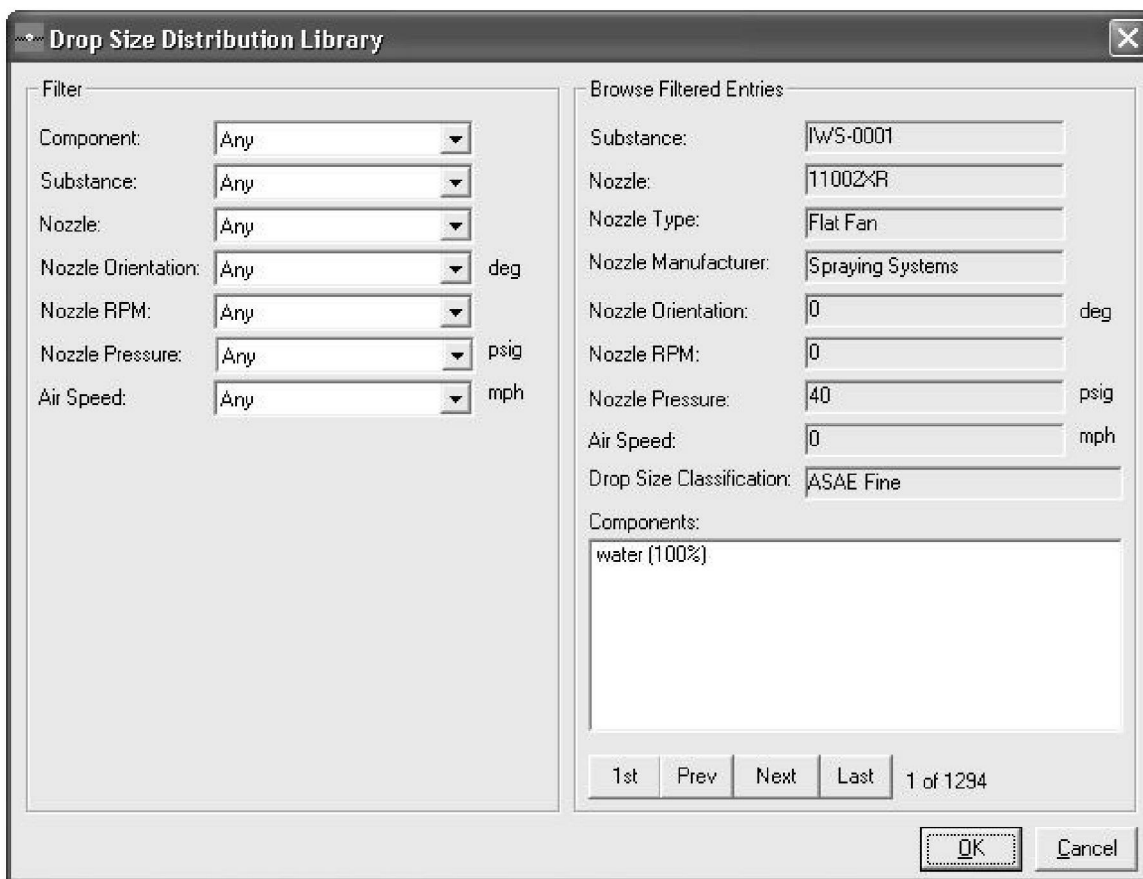 Drop Size Distribution Library
Filter
Component: Any
Substance: Any
Nozzle: Any
Nozzle Orientation: Any deg
Nozzle RPM: Any
Nozzle Pressure: Any psig
Air Speed: Any mph
Browse Filtered Entries
Substance: IWS-0001
Nozzle: 11002XR
Nozzle Type: Flat Fan
Nozzle Manufacturer: Spraying Systems
Nozzle Orientation: 0 deg
Nozzle RPM: 0
Nozzle Pressure: 40 psig
Air Speed: 0 mph
Drop Size Classification: ASAE Fine
Components:
water (100%)
1st Prev Next Last 1 of 1294
OK Cancel